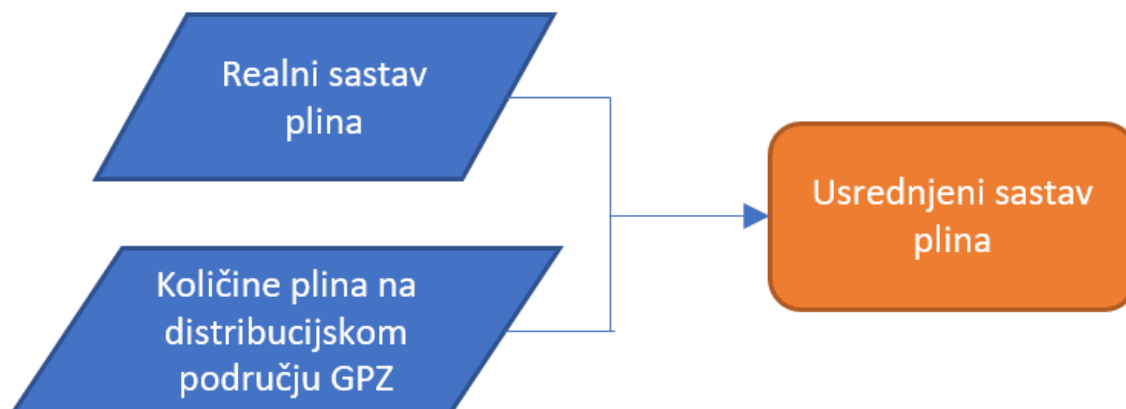 Realni sastav
plina
Količine plina na
distribucijskom
području GPZ
Usrednjeni sastav
plina